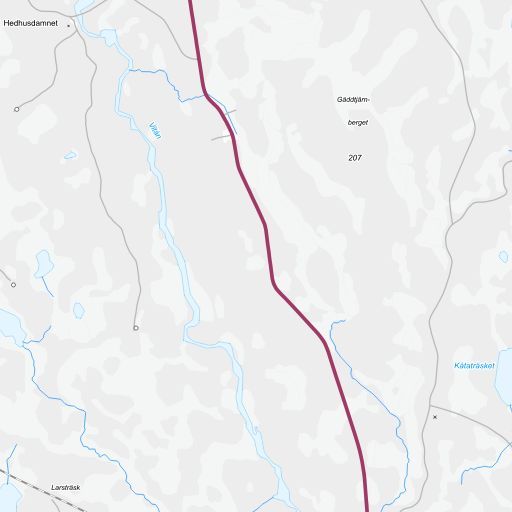 Hedhusdamnet
Gäddtjärn-
berget
Vitån
207
Kåtaträsket
Larsträsk